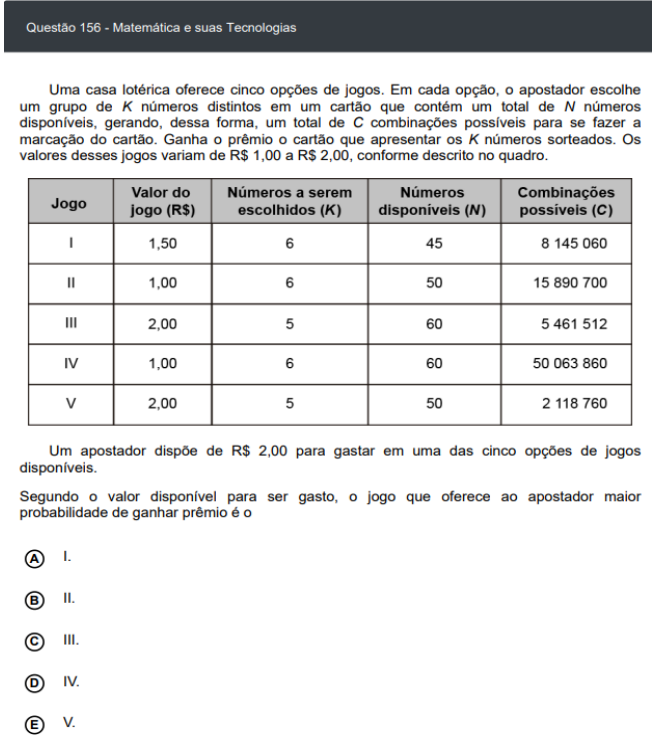 Questão 156 - Matemática e suas Tecnologias
Uma casa lotérica oferece cinco opções de jogos. Em cada opção, o apostador escolhe
um grupo de K números distintos em um cartão que contém um total de N números
disponíveis, gerando, dessa forma, um total de C combinações possíveis para se fazer a
marcação do cartão. Ganha o prêmio o cartão que apresentar os K números sorteados. Os
valores desses jogos variam de R$ 1,00 a R$ 2,00, conforme descrito no quadro.
Jogo Valor do jogo (R$) Números a serem escolhidos (K) Números disponíveis (N) Combinações possíveis (C)
I 1,50 6 45 8 145 060
II 1,00 6 50 15 890 700
III 2,00 5 60 5 461 512
IV 1,00 6 60 50 063 860
V 2,00 5 50 2 118 760
Um apostador dispõe de R$ 2,00 para gastar em uma das cinco opções de jogos
disponíveis.
Segundo o valor disponível para ser gasto, o jogo que oferece ao apostador maior
probabilidade de ganhar prêmio é o
A I.
B II.
C III.
D IV.
E V.